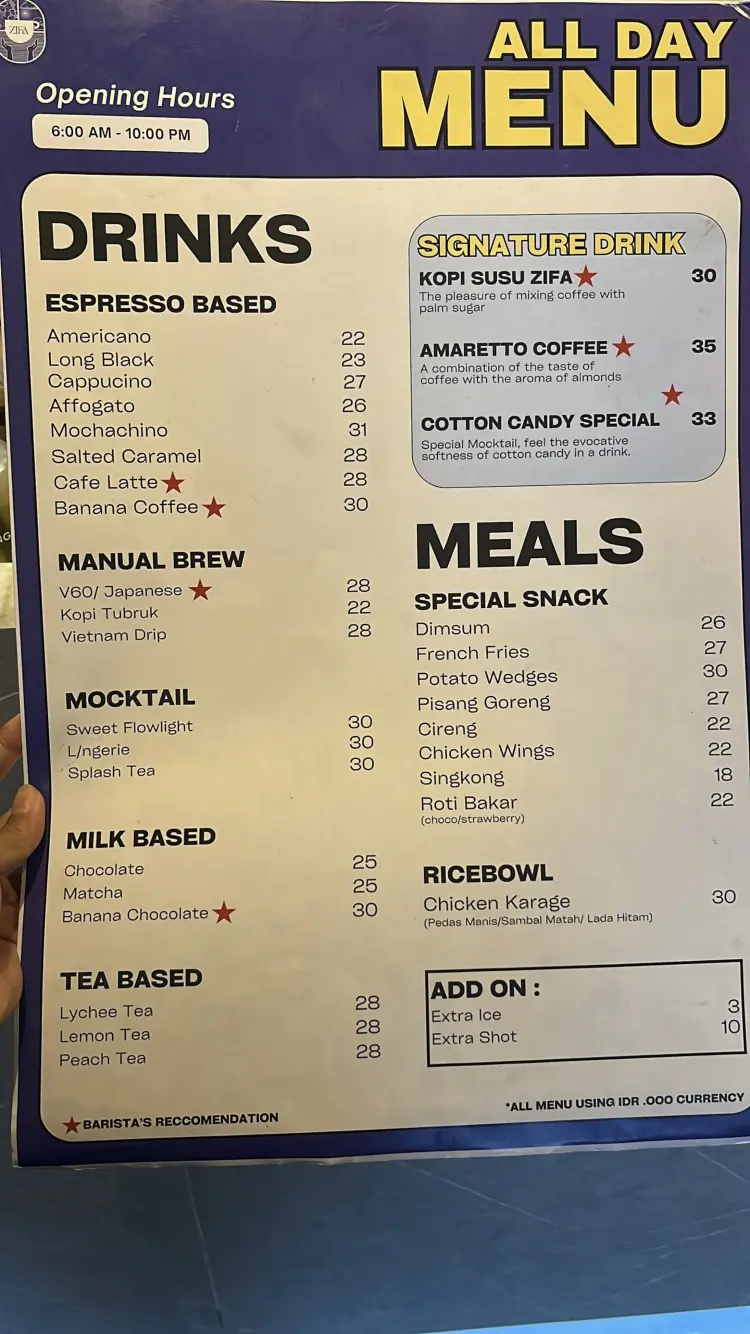 ZIFA
ALL DAY
MENU
Opening Hours
6:00 AM - 10:00 PM
DRINKS
ESPRESSO BASED
Americano 22
Long Black 23
Cappucino 27
Affogato 26
Mochachino 31
Salted Caramel 28
Cafe Latte ★ 28
Banana Coffee ★ 30
MANUAL BREW
V60/ Japanese ★ 28
Kopi Tubruk 22
Vietnam Drip 28
MOCKTAIL
Sweet Flowlight 30
L/ngerie 30
Splash Tea 30
MILK BASED
Chocolate 25
Matcha 25
Banana Chocolate ★ 30
TEA BASED
Lychee Tea 28
Lemon Tea 28
Peach Tea 28
★ BARISTA'S RECCOMENDATION
SIGNATURE DRINK
KOPI SUSU ZIFA ★ 30
The pleasure of mixing coffee with
palm sugar
AMARETTO COFFEE ★ 35
A combination of the taste of
coffee with the aroma of almonds
COTTON CANDY SPECIAL ★ 33
Special Mocktail, feel the evocative
softness of cotton candy in a drink.
MEALS
SPECIAL SNACK
Dimsum 26
French Fries 27
Potato Wedges 30
Pisang Goreng 27
Cireng 22
Chicken Wings 22
Singkong 18
Roti Bakar 22
(choco/strawberry)
RICEBOWL
Chicken Karage 30
(Pedas Manis/Sambal Matah/ Lada Hitam)
ADD ON :
Extra Ice 3
Extra Shot 10
*ALL MENU USING IDR .000 CURRENCY